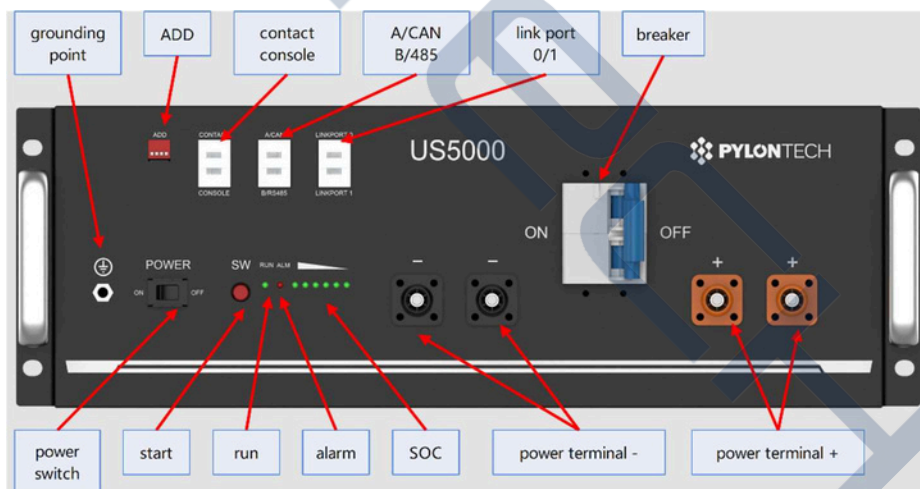 grounding
point
ADD
contact
console
A/CAN
B/485
link port
0/1
breaker
ADD
CONTACT
A/CAN
LINKPORT 0
CONSOLE
B/RS485
LINKPORT 1
US5000
PYLONTECH
ON
OFF
POWER
ON
OFF
SW
RUN
ALM
−
−
+
+
power
switch
start
run
alarm
SOC
power terminal -
power terminal +